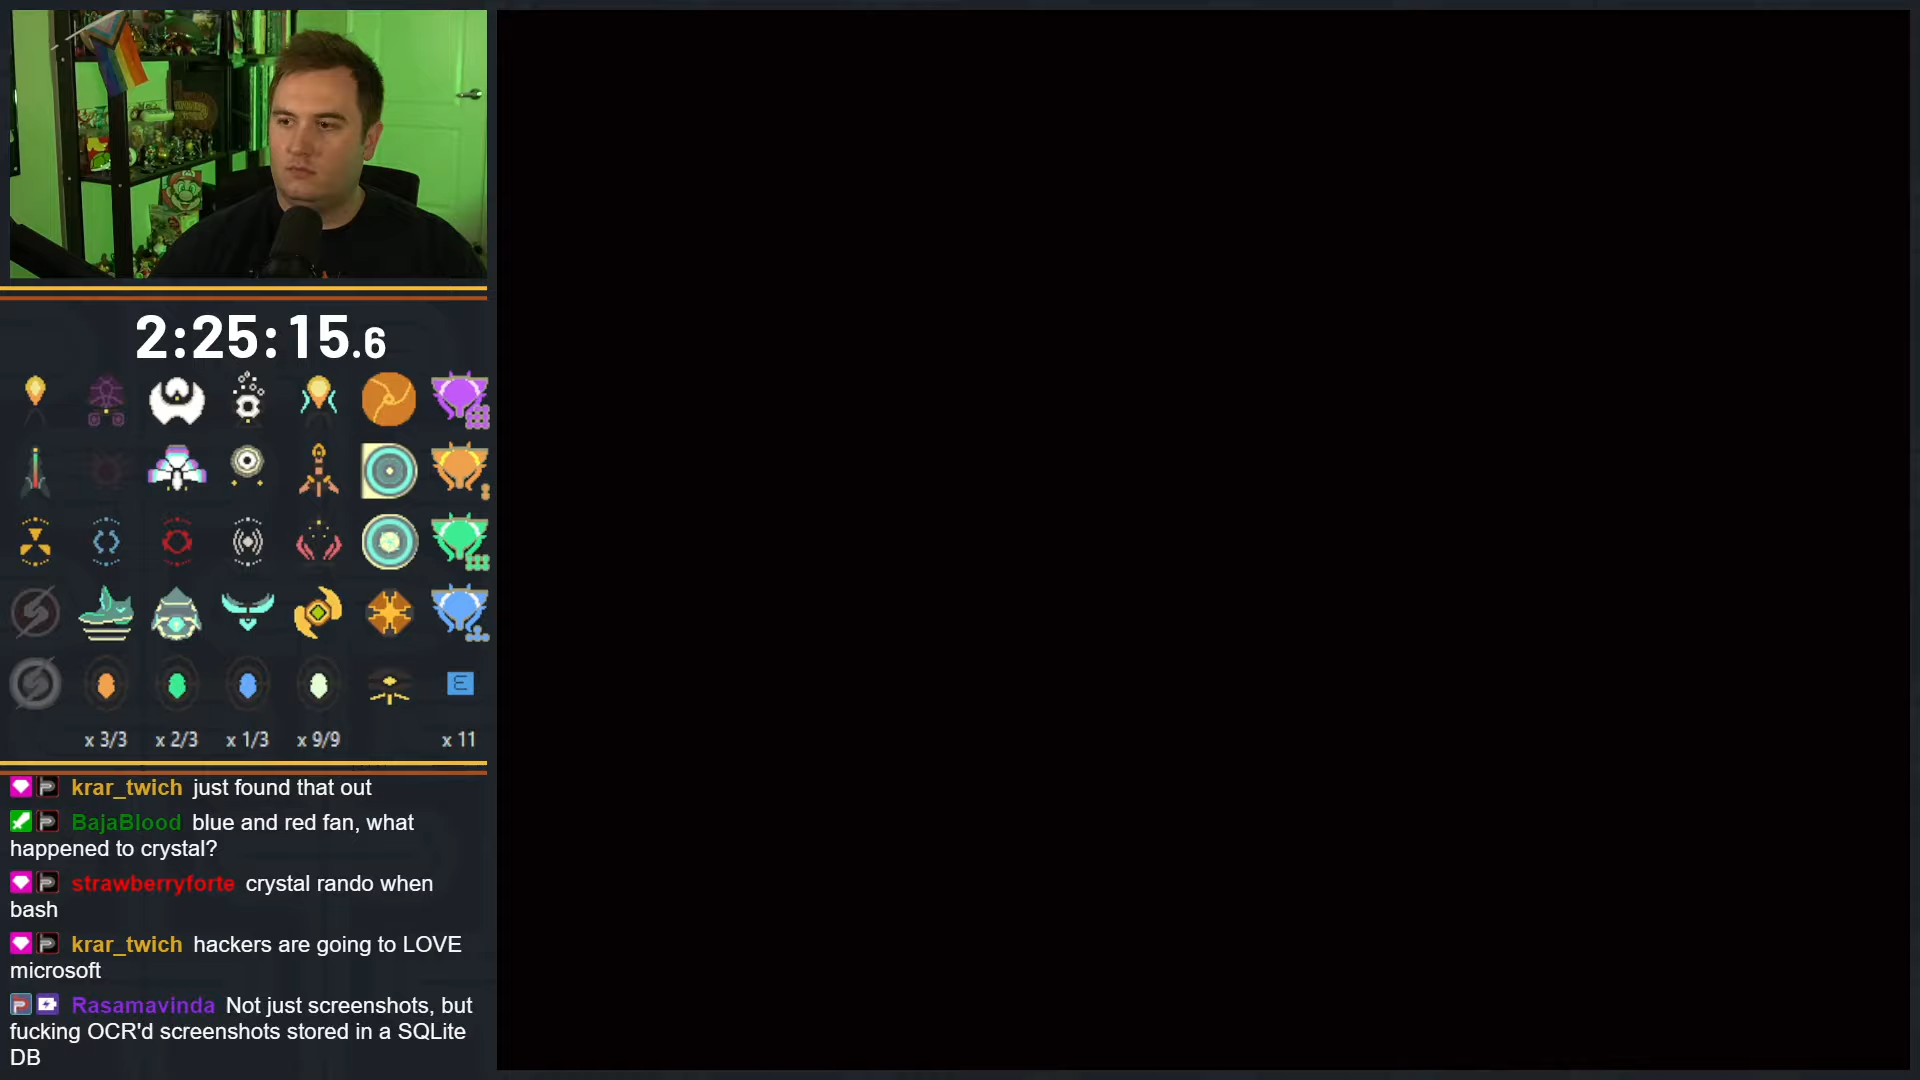 2:25:15.6
x 3/3 x 2/3 x 1/3 x 9/9 x 11
krar_twich just found that out
BajaBlood blue and red fan, what
happened to crystal?
strawberryforte crystal rando when
bash
krar_twich hackers are going to LOVE
microsoft
Rasamavinda Not just screenshots, but
fucking OCR'd screenshots stored in a SQLite
DB